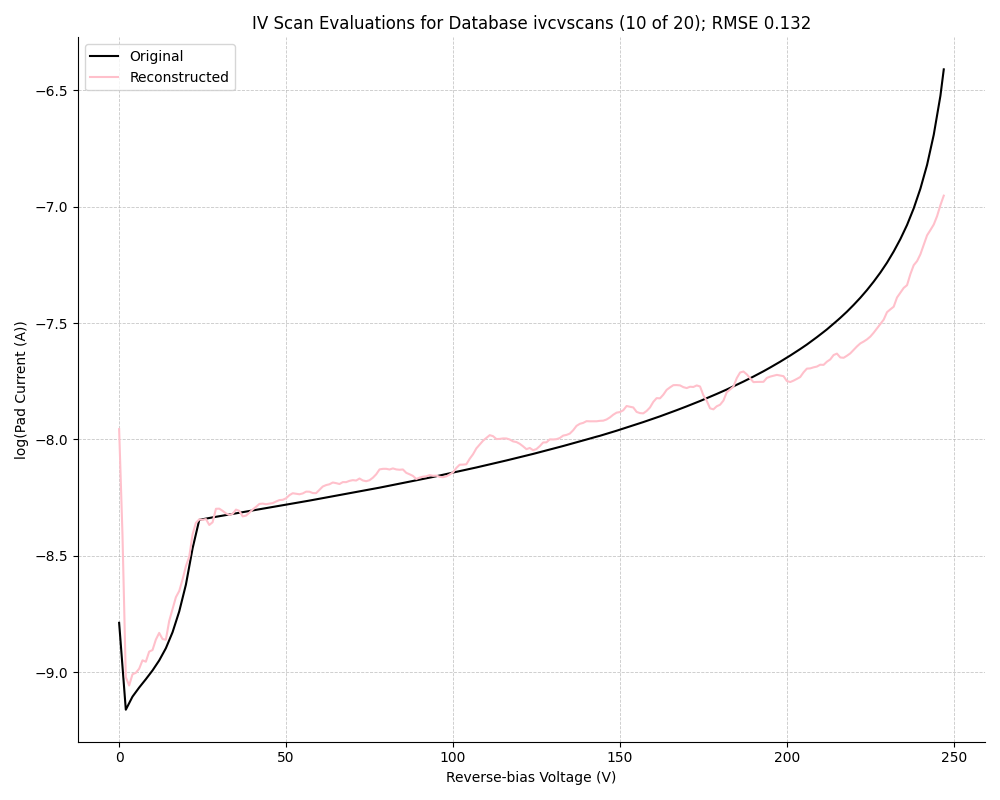 IV Scan Evaluations for Database ivcvscans (10 of 20); RMSE 0.132
Original
Reconstructed
−6.5
−7.0
−7.5
−8.0
−8.5
−9.0
log(Pad Current (A))
0
50
100
150
200
250
Reverse-bias Voltage (V)